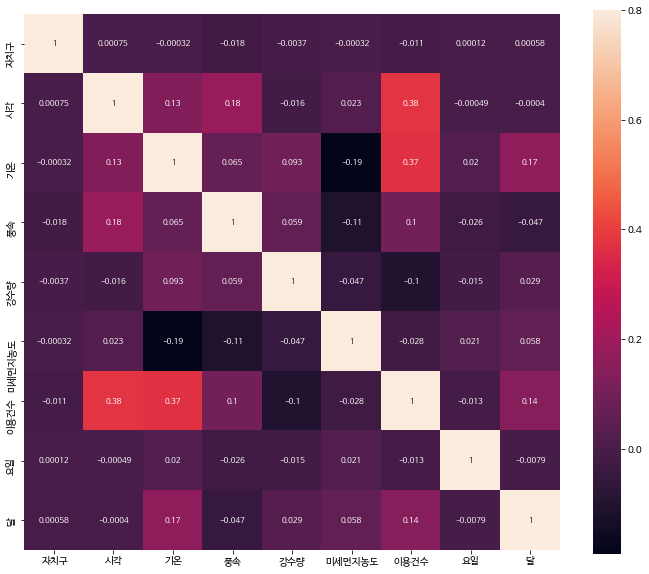 자치구 1 0.00075 -0.00032 -0.018 -0.0037 -0.00032 -0.011 0.00012 0.00058
시각 0.00075 1 0.13 0.18 -0.016 0.023 0.38 -0.00049 -0.0004
기온 -0.00032 0.13 1 0.065 0.093 -0.19 0.37 0.02 0.17
풍속 -0.018 0.18 0.065 1 0.059 -0.11 0.1 -0.026 -0.047
강수량 -0.0037 -0.016 0.093 0.059 1 -0.047 -0.1 -0.015 0.029
미세먼지농도 -0.00032 0.023 -0.19 -0.11 -0.047 1 -0.028 0.021 0.058
이용건수 -0.011 0.38 0.37 0.1 -0.1 -0.028 1 -0.013 0.14
요일 0.00012 -0.00049 0.02 -0.026 -0.015 0.021 -0.013 1 -0.0079
달 0.00058 -0.0004 0.17 -0.047 0.029 0.058 0.14 -0.0079 1
자치구 시각 기온 풍속 강수량 미세먼지농도 이용건수 요일 달
0.8
0.6
0.4
0.2
0.0